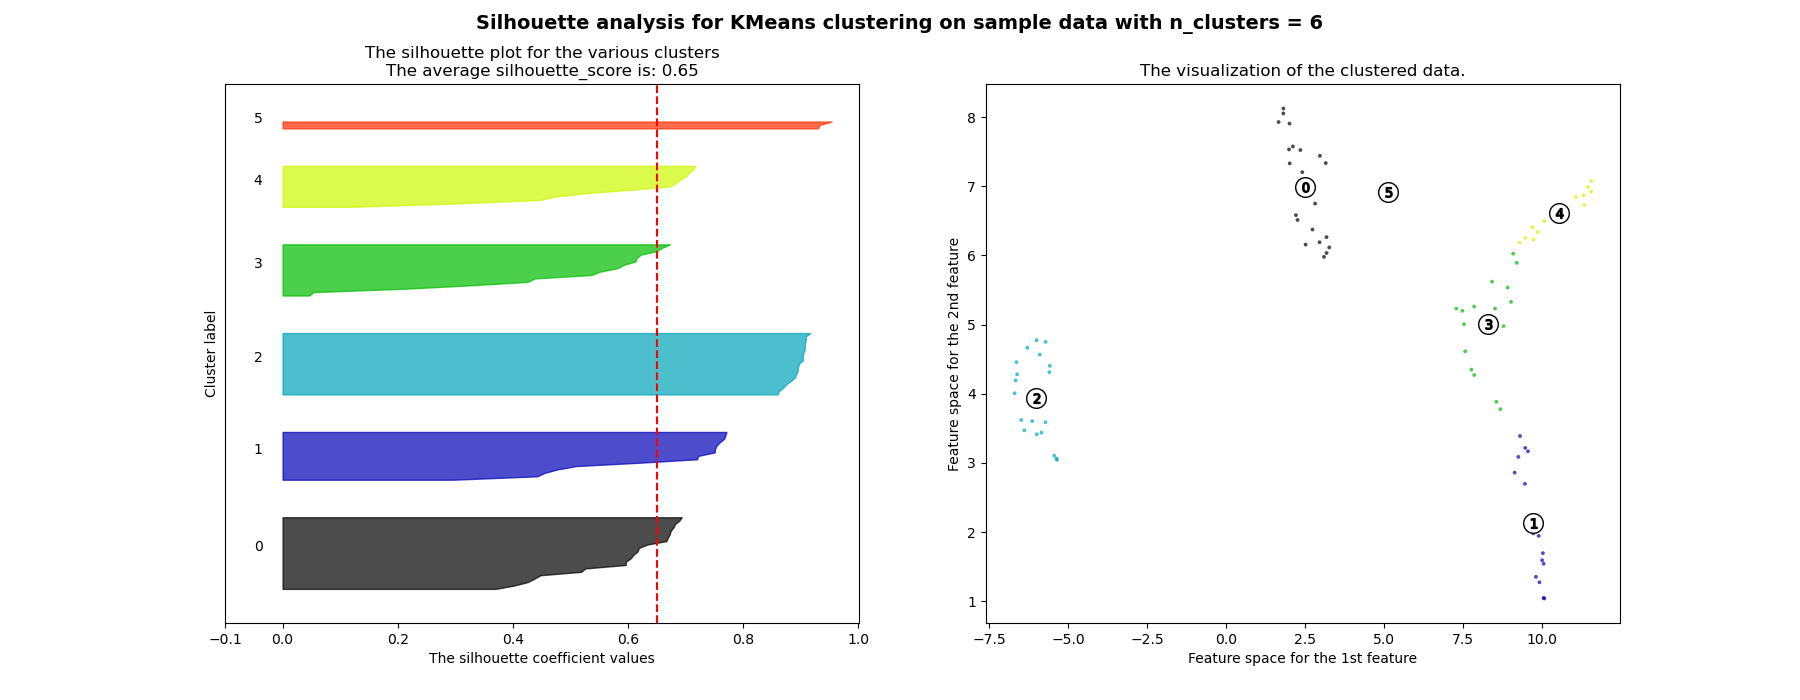 Silhouette analysis for KMeans clustering on sample data with n_clusters = 6
The silhouette plot for the various clusters
The average silhouette_score is: 0.65
5
4
3
2
1
0
Cluster label
−0.1 0.0 0.2 0.4 0.6 0.8 1.0
The silhouette coefficient values
The visualization of the clustered data.
8
7
6
5
4
3
2
1
Feature space for the 2nd feature
0
5
4
3
2
1
−7.5 −5.0 −2.5 0.0 2.5 5.0 7.5 10.0
Feature space for the 1st feature